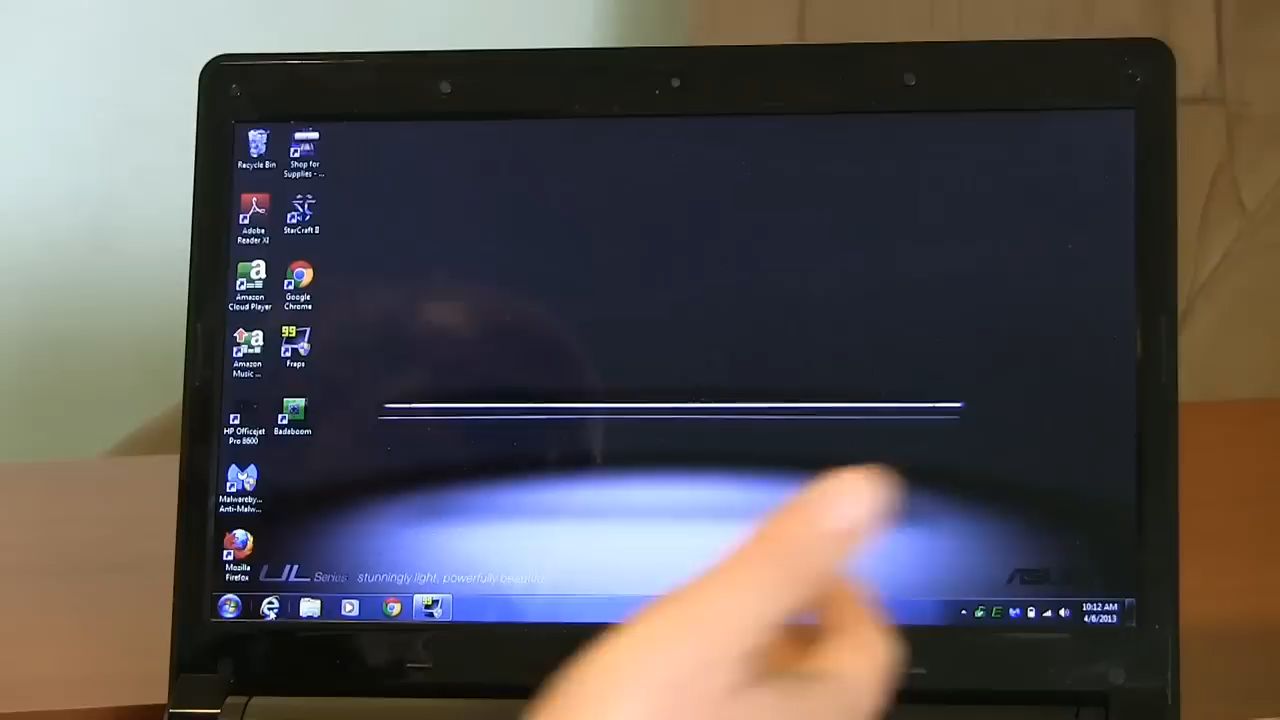 Recycle Bin
Shop for
Supplies - ...
Adobe
Reader XI
StarCraft II
Amazon
Cloud Player
Google
Chrome
99
Amazon
Music ...
Fraps
HP Officejet
Pro 8600
Badaboom
Malwareby...
Anti-Malw...
Mozilla
Firefox
UL Series stunningly light, powerfully beautiful
10:12 AM
4/6/2013